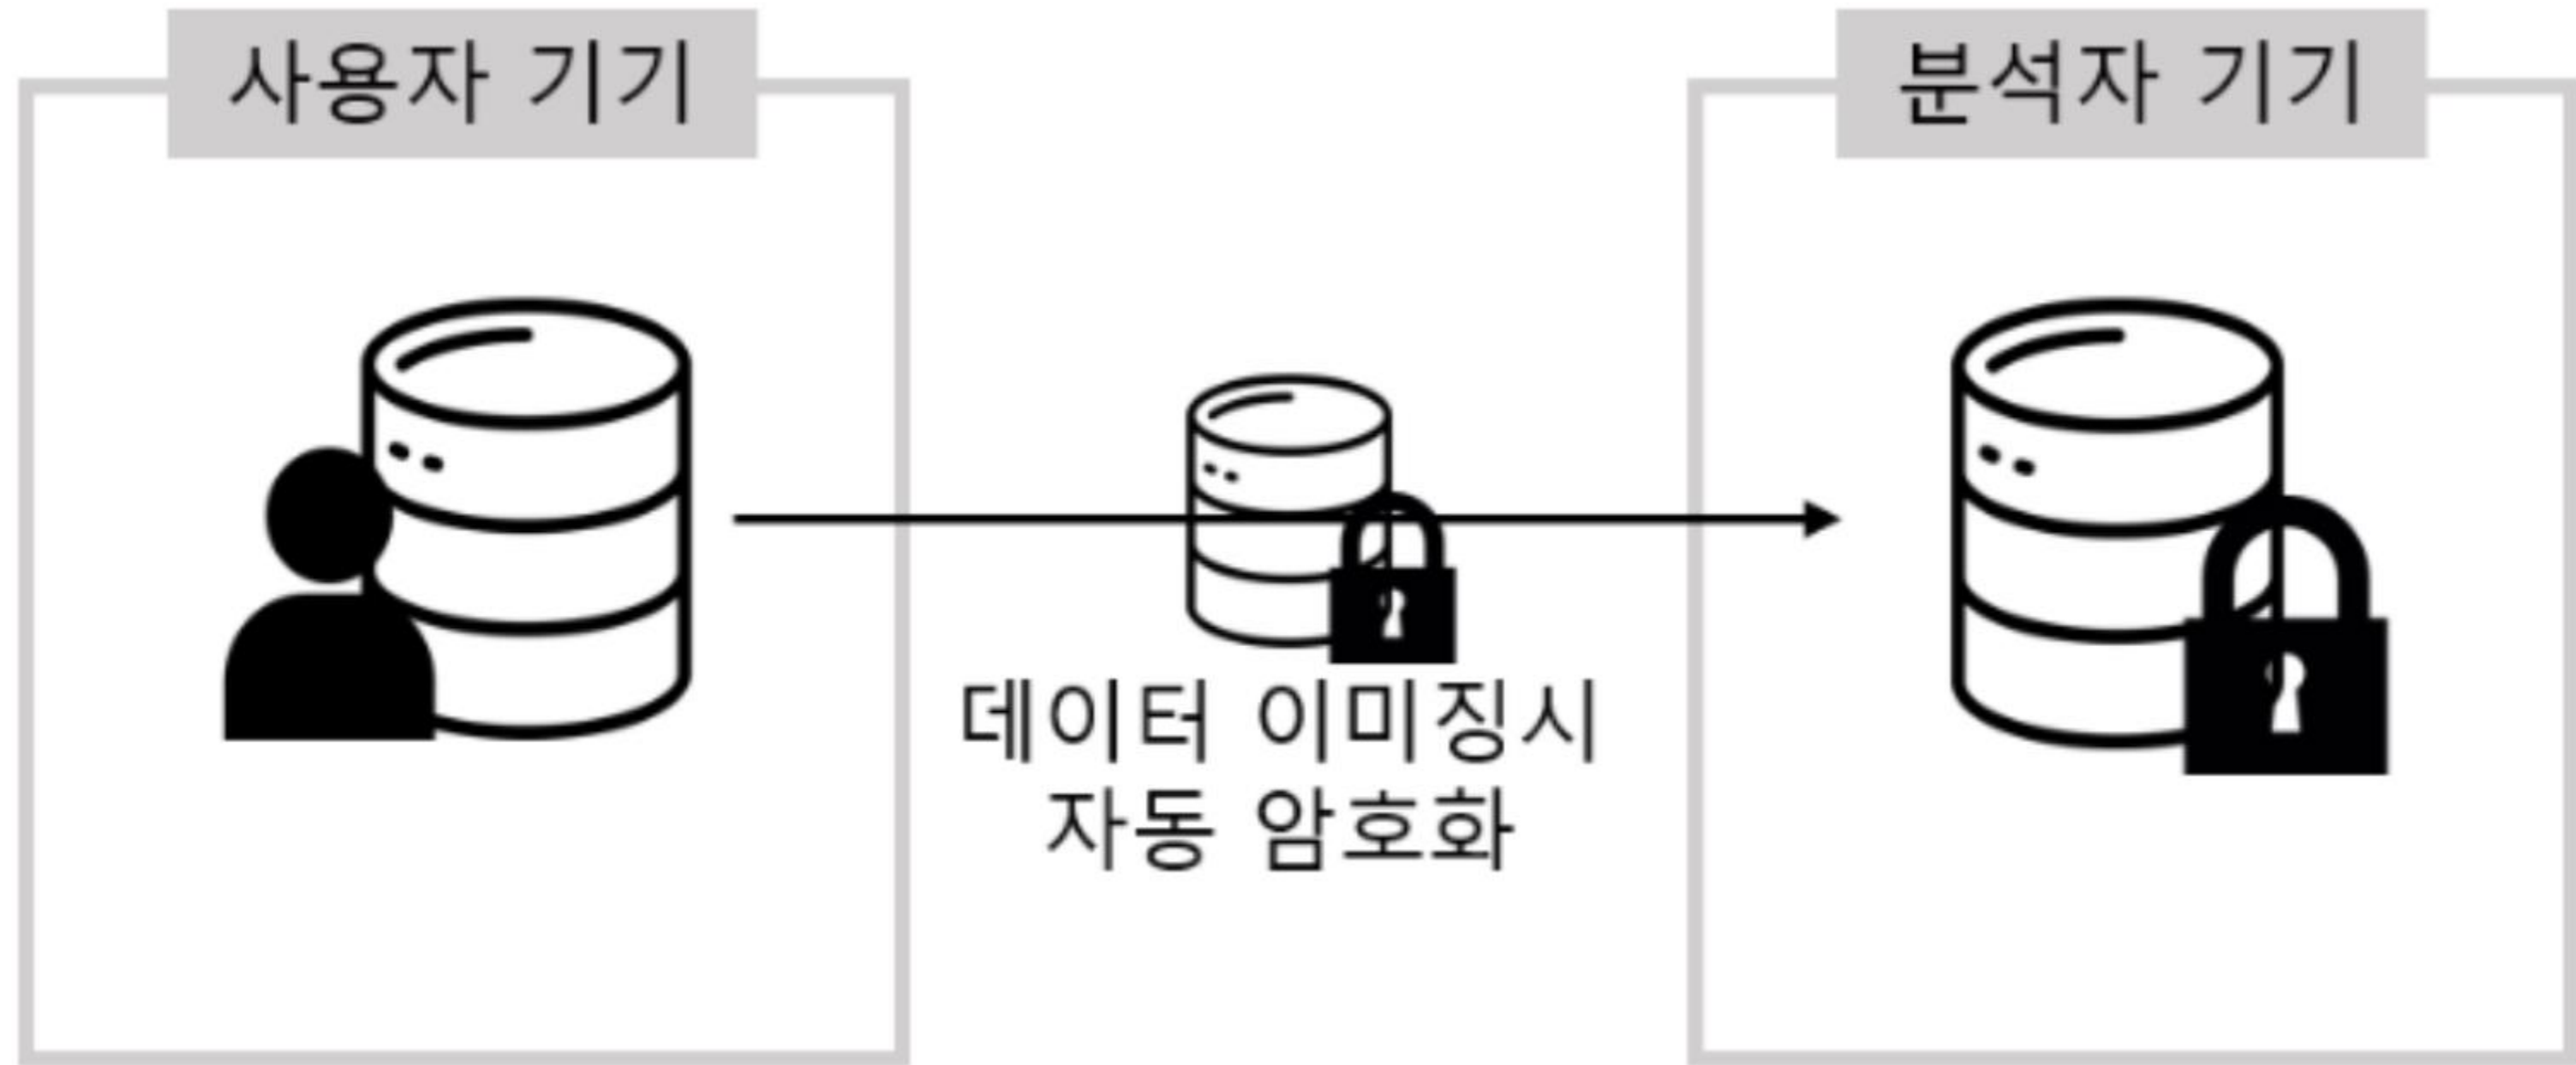 사용자 기기
분석자 기기
데이터 이미징시
자동 암호화